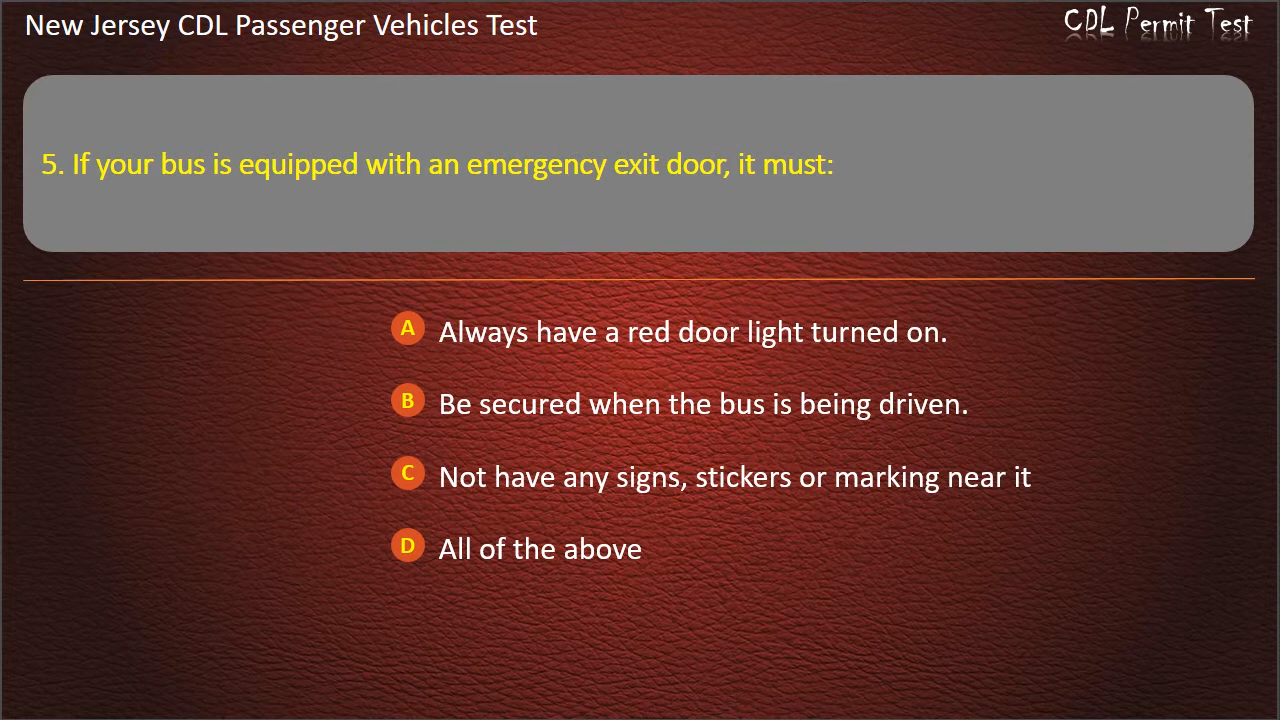 New Jersey CDL Passenger Vehicles Test
CDL Permit Test
5. If your bus is equipped with an emergency exit door, it must:
A Always have a red door light turned on.
B Be secured when the bus is being driven.
C Not have any signs, stickers or marking near it
D All of the above